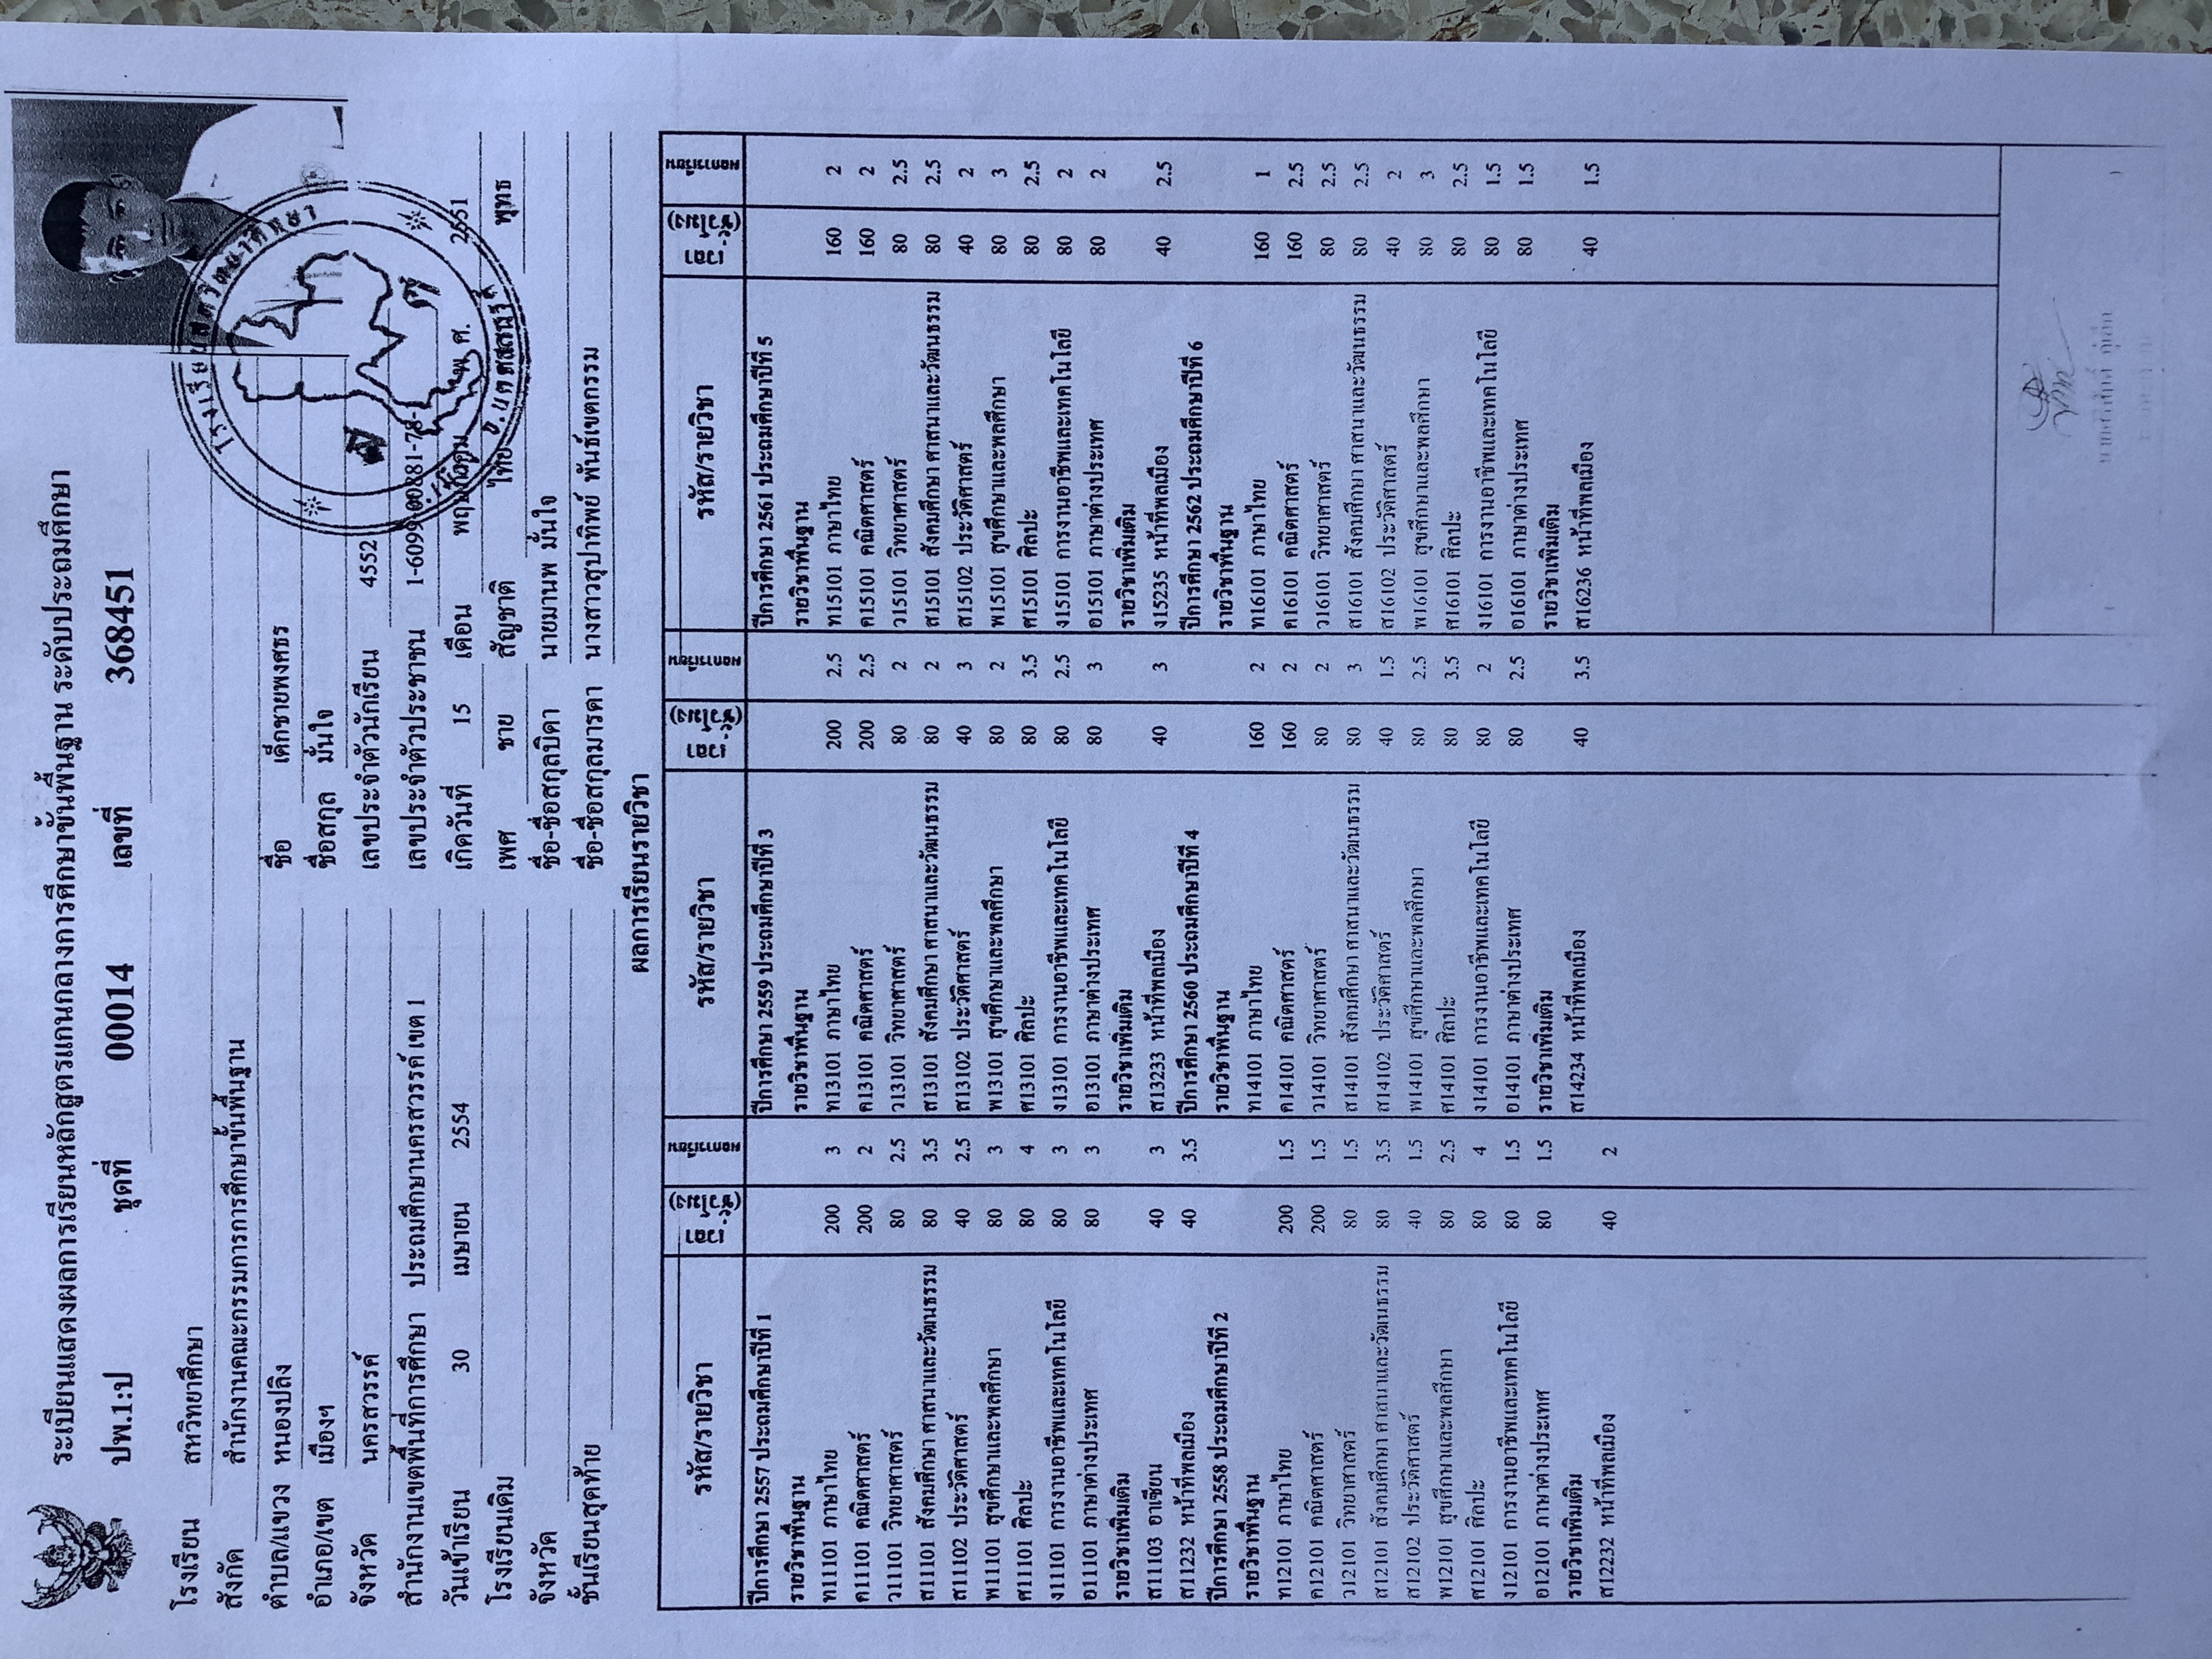 ระเบียนแสดงผลการเรียนหลักสูตรแกนกลางการศึกษาขั้นพื้นฐาน ระดับประถมศึกษา
ปพ.1:ป ชุดที่ 00014 เลขที่ 368451
โรงเรียน สหวิทยาศึกษา
สังกัด สำนักงานคณะกรรมการการศึกษาขั้นพื้นฐาน
ตำบล/แขวง หนองปลิง ชื่อ เด็กชายพงศธร
อำเภอ/เขต เมืองฯ ชื่อสกุล มั่นใจ
จังหวัด นครสวรรค์ เลขประจำตัวนักเรียน 4552
สำนักงานเขตพื้นที่การศึกษา ประถมศึกษานครสวรรค์ เขต 1 เลขประจำตัวประชาชน 1-6099-00881-78-
วันเข้าเรียน 30 เมษายน 2554 เกิดวันที่ 15 เดือน พฤษภาคม พ.ศ. 2551
โรงเรียนเดิม เพศ ชาย สัญชาติ ไทย พุทธ
จังหวัด ชื่อ-ชื่อสกุลบิดา นายมานพ มั่นใจ
ชั้นเรียนสุดท้าย ชื่อ-ชื่อสกุลมารดา นางสาวสุปาทิพย์ พันธ์เขตกรรม
ผลการเรียนรายวิชา
รหัส/รายวิชา เวลา (ชั่วโมง) ผลการเรียน รหัส/รายวิชา เวลา (ชั่วโมง) ผลการเรียน รหัส/รายวิชา เวลา (ชั่วโมง) ผลการเรียน
ปีการศึกษา 2557 ประถมศึกษาปีที่ 1
รายวิชาพื้นฐาน
ท11101 ภาษาไทย 200 3
ค11101 คณิตศาสตร์ 200 2
ว11101 วิทยาศาสตร์ 80 2.5
ส11101 สังคมศึกษา ศาสนาและวัฒนธรรม 80 3.5
ส11102 ประวัติศาสตร์ 40 2.5
พ11101 สุขศึกษาและพลศึกษา 80 3
ศ11101 ศิลปะ 80 4
ง11101 การงานอาชีพและเทคโนโลยี 80 3
อ11101 ภาษาต่างประเทศ 80 3
รายวิชาเพิ่มเติม
ส11103 อาเซียน 40 3
ส11232 หน้าที่พลเมือง 40 3.5
ปีการศึกษา 2558 ประถมศึกษาปีที่ 2
รายวิชาพื้นฐาน
ท12101 ภาษาไทย 200 1.5
ค12101 คณิตศาสตร์ 200 1.5
ว12101 วิทยาศาสตร์ 80 1.5
ส12101 สังคมศึกษา ศาสนาและวัฒนธรรม 80 3.5
ส12102 ประวัติศาสตร์ 40 1.5
พ12101 สุขศึกษาและพลศึกษา 80 2.5
ศ12101 ศิลปะ 80 4
ง12101 การงานอาชีพและเทคโนโลยี 80 1.5
อ12101 ภาษาต่างประเทศ 80 1.5
รายวิชาเพิ่มเติม
ส12232 หน้าที่พลเมือง 40 2
ปีการศึกษา 2559 ประถมศึกษาปีที่ 3
รายวิชาพื้นฐาน
ท13101 ภาษาไทย 200 2.5
ค13101 คณิตศาสตร์ 200 2.5
ว13101 วิทยาศาสตร์ 80 2
ส13101 สังคมศึกษา ศาสนาและวัฒนธรรม 80 2
ส13102 ประวัติศาสตร์ 40 3
พ13101 สุขศึกษาและพลศึกษา 80 2
ศ13101 ศิลปะ 80 3.5
ง13101 การงานอาชีพและเทคโนโลยี 80 2.5
อ13101 ภาษาต่างประเทศ 80 3
รายวิชาเพิ่มเติม
ส13233 หน้าที่พลเมือง 40 3
ปีการศึกษา 2560 ประถมศึกษาปีที่ 4
รายวิชาพื้นฐาน
ท14101 ภาษาไทย 160 2
ค14101 คณิตศาสตร์ 160 2
ว14101 วิทยาศาสตร์ 80 2
ส14101 สังคมศึกษา ศาสนาและวัฒนธรรม 80 3
ส14102 ประวัติศาสตร์ 40 1.5
พ14101 สุขศึกษาและพลศึกษา 80 2.5
ศ14101 ศิลปะ 80 3.5
ง14101 การงานอาชีพและเทคโนโลยี 80 2
อ14101 ภาษาต่างประเทศ 80 2.5
รายวิชาเพิ่มเติม
ส14234 หน้าที่พลเมือง 40 3.5
ปีการศึกษา 2561 ประถมศึกษาปีที่ 5
รายวิชาพื้นฐาน
ท15101 ภาษาไทย 160 2
ค15101 คณิตศาสตร์ 160 2
ว15101 วิทยาศาสตร์ 80 2.5
ส15101 สังคมศึกษา ศาสนาและวัฒนธรรม 80 2.5
ส15102 ประวัติศาสตร์ 40 2
พ15101 สุขศึกษาและพลศึกษา 80 3
ศ15101 ศิลปะ 80 2.5
ง15101 การงานอาชีพและเทคโนโลยี 80 2
อ15101 ภาษาต่างประเทศ 80 2
รายวิชาเพิ่มเติม
ง15235 หน้าที่พลเมือง 40 2.5
ปีการศึกษา 2562 ประถมศึกษาปีที่ 6
รายวิชาพื้นฐาน
ท16101 ภาษาไทย 160 1
ค16101 คณิตศาสตร์ 160 2.5
ว16101 วิทยาศาสตร์ 80 2.5
ส16101 สังคมศึกษา ศาสนาและวัฒนธรรม 80 2.5
ส16102 ประวัติศาสตร์ 40 2
พ16101 สุขศึกษาและพลศึกษา 80 3
ศ16101 ศิลปะ 80 2.5
ง16101 การงานอาชีพและเทคโนโลยี 80 1.5
อ16101 ภาษาต่างประเทศ 80 1.5
รายวิชาเพิ่มเติม
ส16236 หน้าที่พลเมือง 40 1.5
โรงเรียนสหวิทยาศึกษา
จ.นครสวรรค์